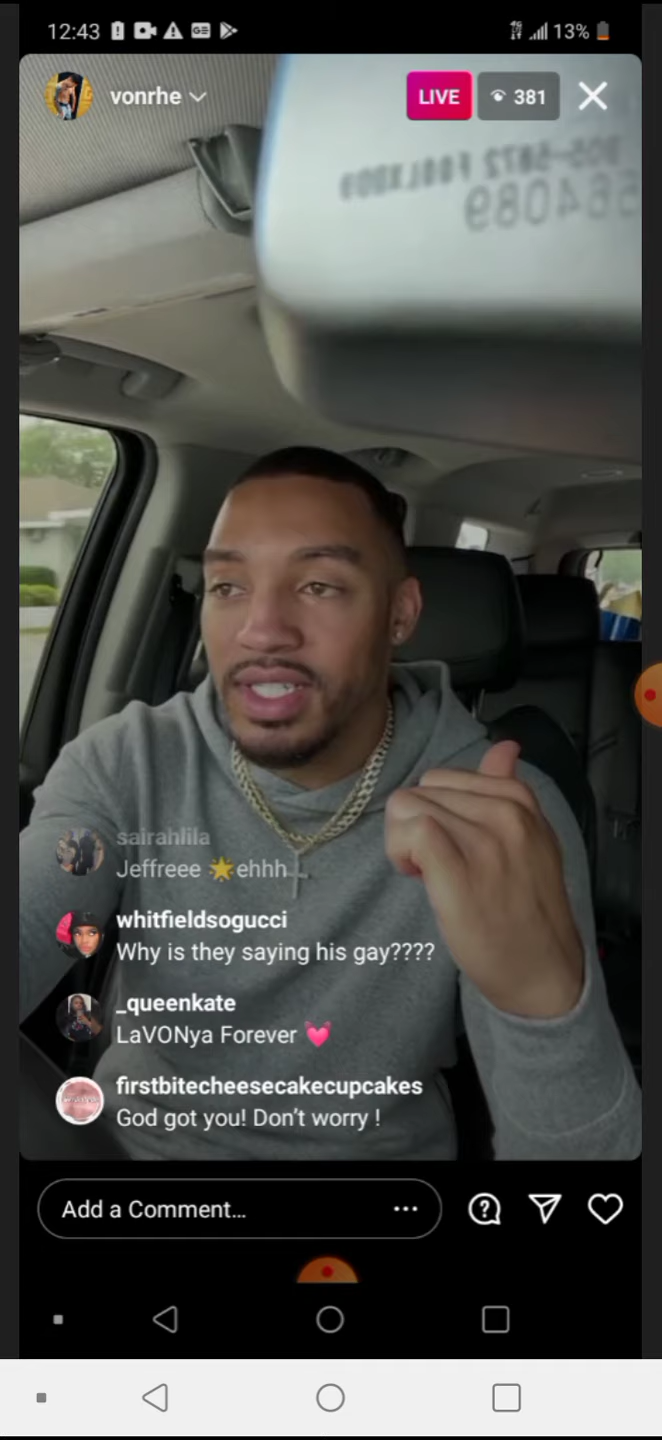 12:43
13%
vonrhe
LIVE
381
sairahlila
Jeffreee 🌟ehhh
whitfieldsogucci
Why is they saying his gay????
_queenkate
LaVONya Forever 💓
firstbitecheesecakecupcakes
God got you! Don't worry !
Add a Comment...